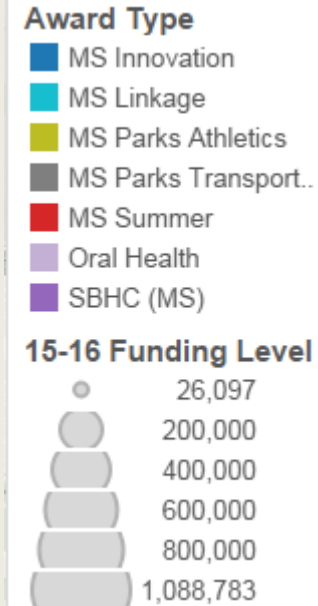 Award Type
MS Innovation
MS Linkage
MS Parks Athletics
MS Parks Transport..
MS Summer
Oral Health
SBHC (MS)
15-16 Funding Level
26,097
200,000
400,000
600,000
800,000
1,088,783